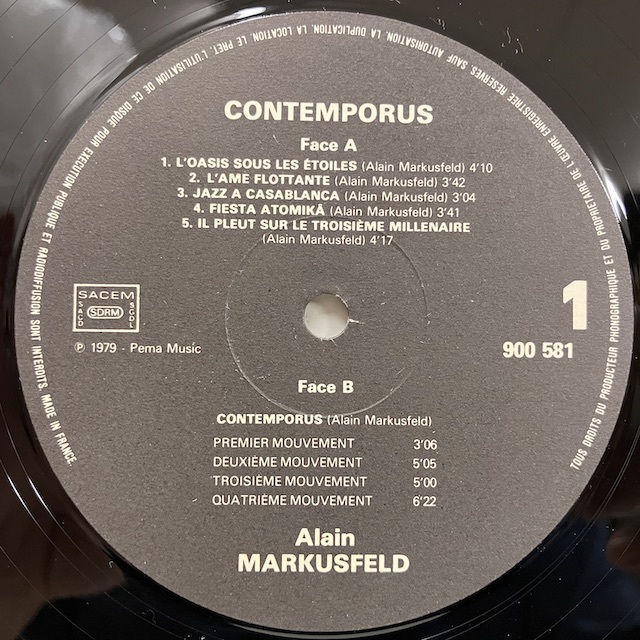 CONTEMPORUS
Face A
1. L'OASIS SOUS LES ÉTOILES (Alain Markusfeld) 4'10
2. L'AME FLOTTANTE (Alain Markusfeld) 3'42
3. JAZZ A CASABLANCA (Alain Markusfeld) 3'04
4. FIESTA ATOMIKÀ (Alain Markusfeld) 3'41
5. IL PLEUT SUR LE TROISIÈME MILLENAIRE
(Alain Markusfeld) 4'17
SACEM
SACD
SDRM
SGDL
℗ 1979 - Pema Music
1
900 581
Face B
CONTEMPORUS (Alain Markusfeld)
PREMIER MOUVEMENT 3'06
DEUXIÉME MOUVEMENT 5'05
TROISIÈME MOUVEMENT 5'00
QUATRIÈME MOUVEMENT 6'22
Alain
MARKUSFELD
TOUS DROITS DU PRODUCTEUR PHONOGRAPHIQUE ET DU PROPRIETAIRE DE L'ŒUVRE ENREGISTREE RESERVES. SAUF AUTORISATION, LA DUPLICATION, LA LOCATION, LE PRET, L'UTILISATION DE CE DISQUE POUR EXECUTION PUBLIQUE ET RADIODIFFUSION SONT INTERDITS. MADE IN FRANCE